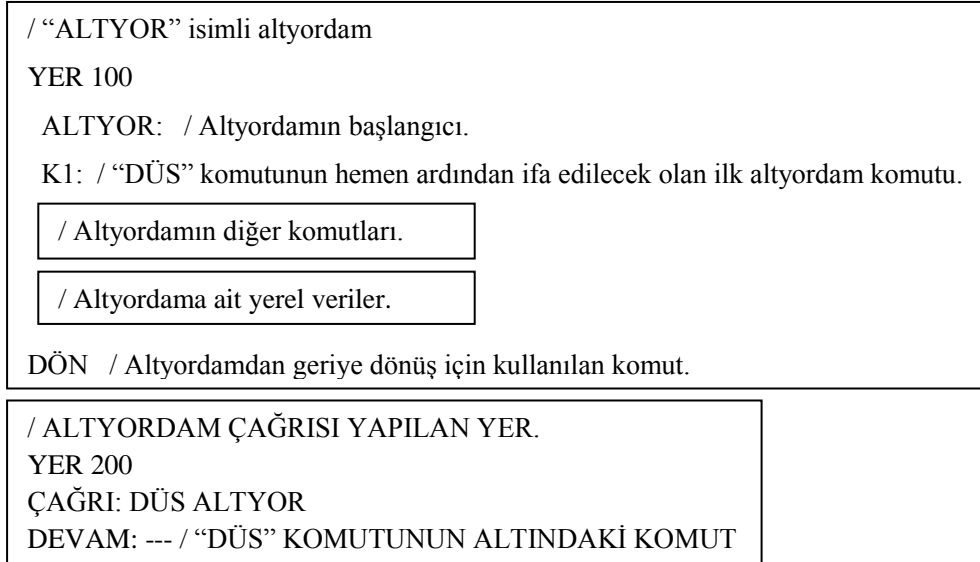 / “ALTYOR” isimli altyordam
YER 100
ALTYOR: / Altyordamın başlangıcı.
K1: / “DÜS” komutunun hemen ardından ifa edilecek olan ilk altyordam komutu.
/ Altyordamın diğer komutları.
/ Altyordama ait yerel veriler.
DÖN / Altyordamdan geriye dönüş için kullanılan komut.
/ ALTYORDAM ÇAĞRISI YAPILAN YER.
YER 200
ÇAĞRI: DÜS ALTYOR
DEVAM: --- / “DÜS” KOMUTUNUN ALTINDAKİ KOMUT